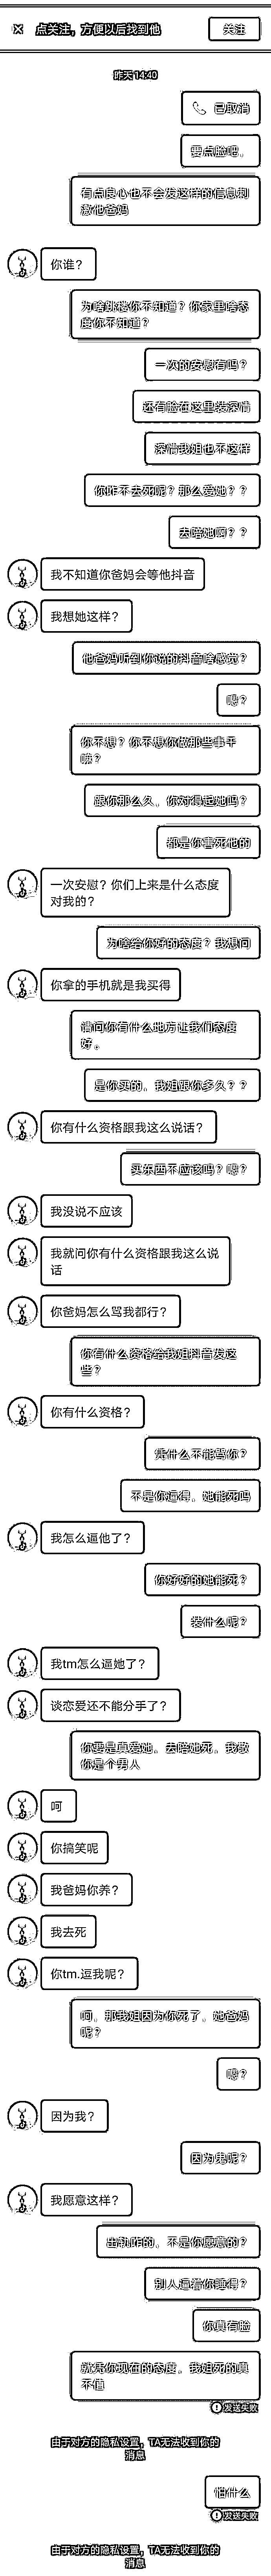 点关注，方便以后找到他
关注
昨天 14:40
已取消
要点脸吧。
有点良心也不会发这样的信息刺
激他爸妈
你谁？
为啥跳楼你不知道？你家里啥态
度你不知道？
一次的安慰有吗？
还有脸在这里装深情
深情我姐也不这样
你咋不去死呢？那么爱她？？
去陪她啊？？
我不知道你爸妈会等他抖音
我想她这样？
他爸妈听到你说的抖音啥感觉？
嗯？
你不想？你不想你做那些事干
嘛？
跟你那么久。你对得起她吗？
都是你害死他的
一次安慰？你们上来是什么态度
对我的？
为啥给你好的态度？我想问
你拿的手机就是我买得
请问你有什么地方让我们态度
好。
是你买的。我姐跟你多久？？
你有什么资格跟我这么说话？
买东西不应该吗？嗯？
我没说不应该
我就问你有什么资格跟我这么说
话
你爸妈怎么骂我都行？
你有什么资格给我姐抖音发这
些？
你有什么资格？
凭什么不能骂你？
不是你逼得。她能死吗
我怎么逼他了？
你好好的她能死？
装什么呢？
我tm怎么逼她了？
谈恋爱还不能分手了？
你要是真爱她。去陪她死。我敬
你是个男人
呵
你搞笑呢
我爸妈你养？
我去死
你tm.逗我呢？
呵。那我姐因为你死了。她爸妈
呢？
嗯？
因为我？
因为鬼呢？
我愿意这样？
出轨咋的。不是你愿意的？
别人逼着你睡得？
你真有脸
就凭你现在的态度。我姐死的真
不值
发送失败
由于对方的隐私设置，TA无法收到你的
消息
怕什么
发送失败
由于对方的隐私设置，TA无法收到你的
消息